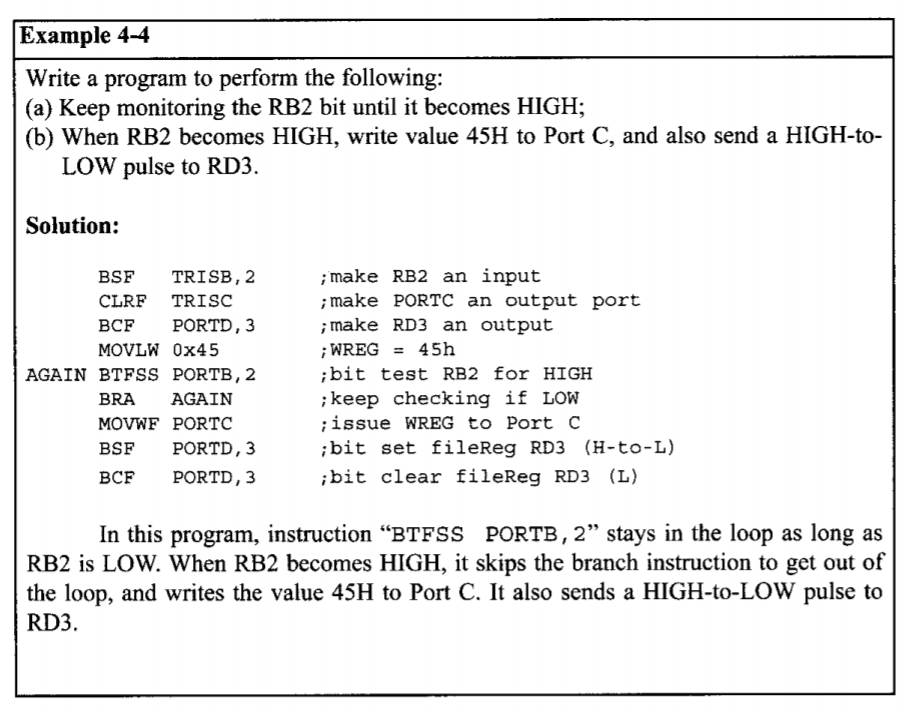 Example 4-4
Write a program to perform the following:
(a) Keep monitoring the RB2 bit until it becomes HIGH;
(b) When RB2 becomes HIGH, write value 45H to Port C, and also send a HIGH-to-
LOW pulse to RD3.
Solution:
BSF TRISB,2 ;make RB2 an input
CLRF TRISC ;make PORTC an output port
BCF PORTD,3 ;make RD3 an output
MOVLW 0x45 ;WREG = 45h
AGAIN BTFSS PORTB,2 ;bit test RB2 for HIGH
BRA AGAIN ;keep checking if LOW
MOVWF PORTC ;issue WREG to Port C
BSF PORTD,3 ;bit set fileReg RD3 (H-to-L)
BCF PORTD,3 ;bit clear fileReg RD3 (L)
In this program, instruction “BTFSS PORTB,2” stays in the loop as long as
RB2 is LOW. When RB2 becomes HIGH, it skips the branch instruction to get out of
the loop, and writes the value 45H to Port C. It also sends a HIGH-to-LOW pulse to
RD3.